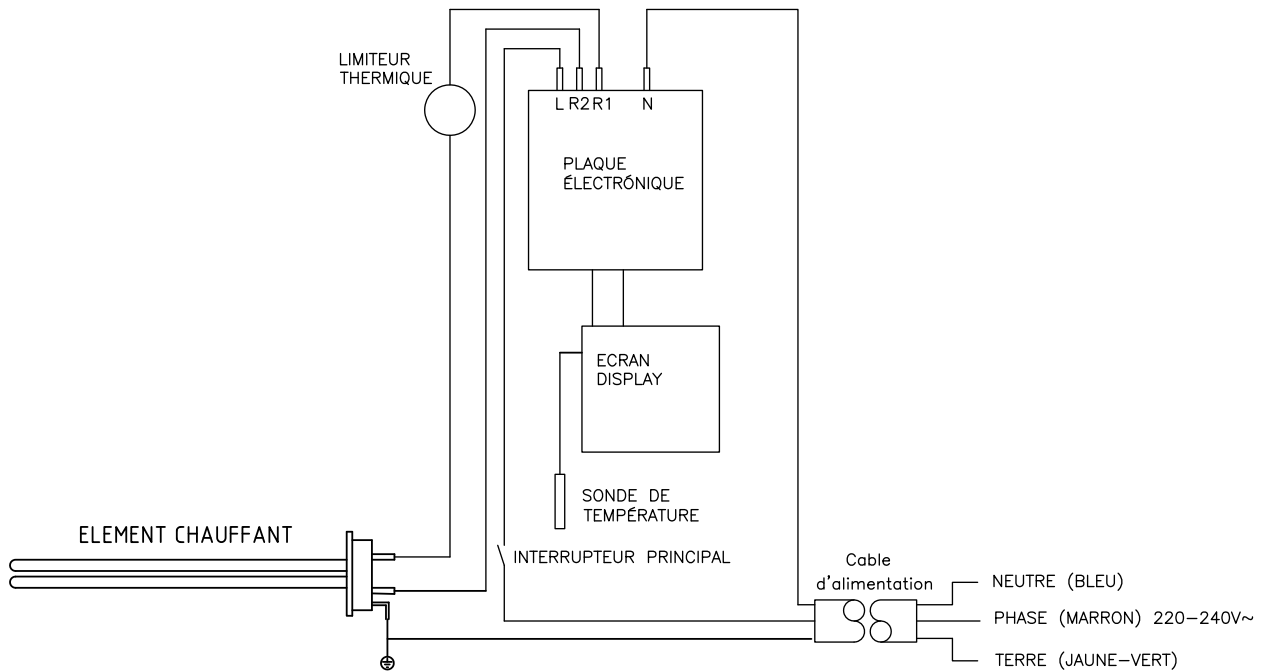 LIMITEUR
THERMIQUE
L R2 R1 N
PLAQUE
ÉLECTRÓNIQUE
ECRAN
DISPLAY
SONDE DE
TEMPÉRATURE
ELEMENT CHAUFFANT
INTERRUPTEUR PRINCIPAL
Cable
d'alimentation
NEUTRE (BLEU)
PHASE (MARRON) 220-240V~
TERRE (JAUNE-VERT)